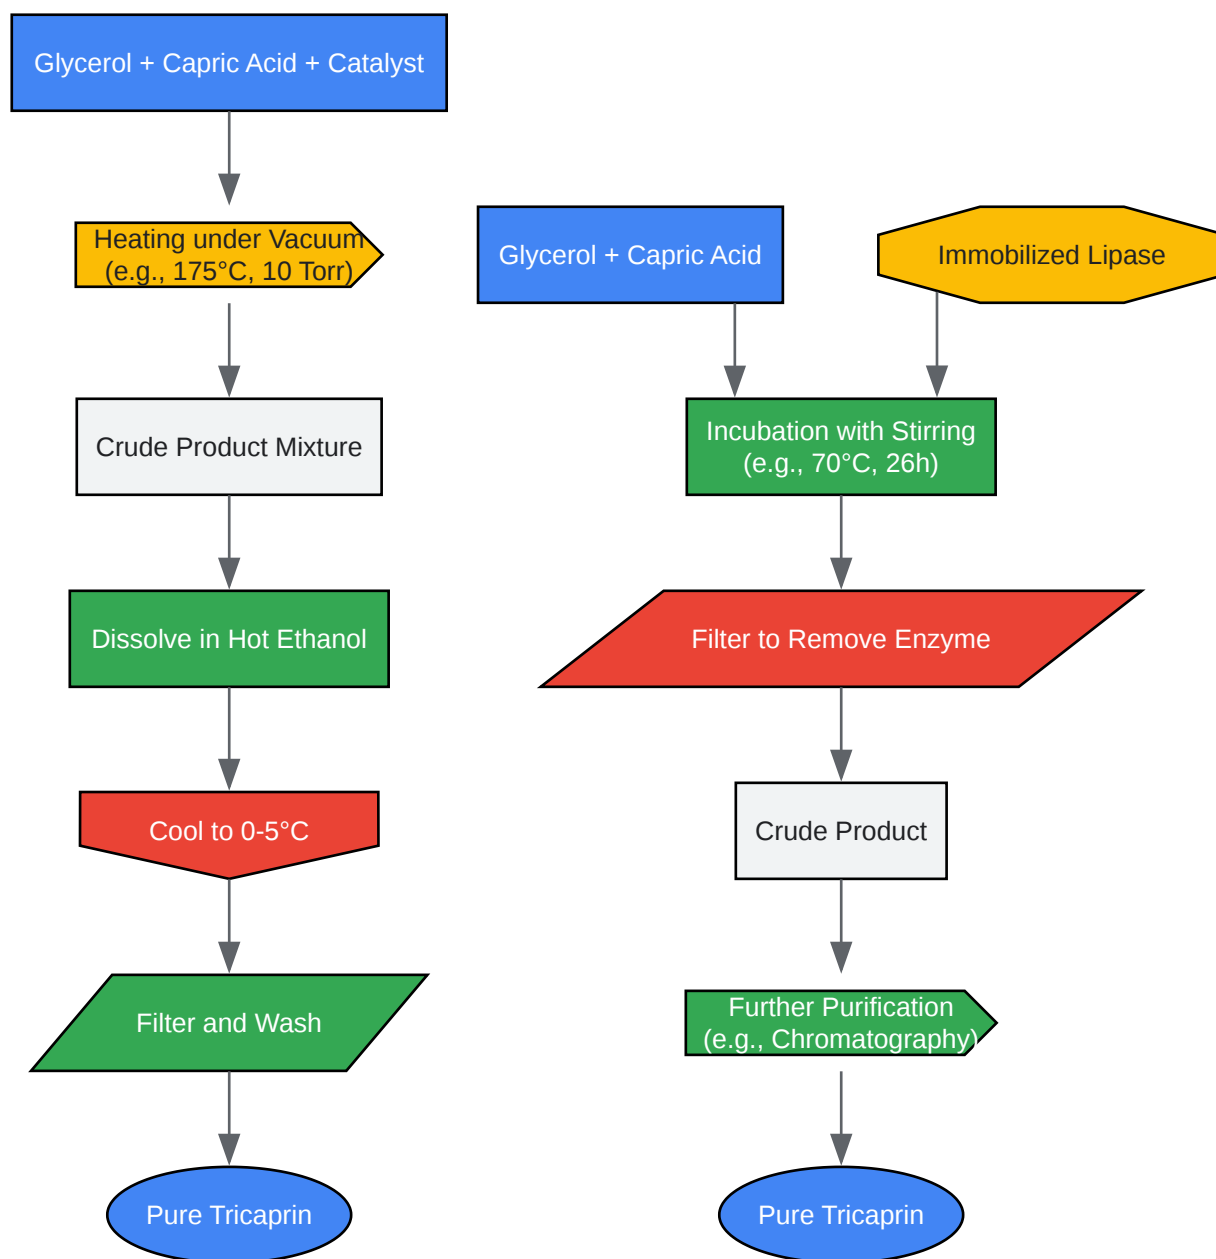 Glycerol + Capric Acid + Catalyst
Heating under Vacuum
(e.g., 175°C, 10 Torr)
Crude Product Mixture
Dissolve in Hot Ethanol
Cool to 0-5°C
Filter and Wash
Pure Tricaprin
Glycerol + Capric Acid
Immobilized Lipase
Incubation with Stirring
(e.g., 70°C, 26h)
Filter to Remove Enzyme
Crude Product
Further Purification
(e.g., Chromatography)
Pure Tricaprin